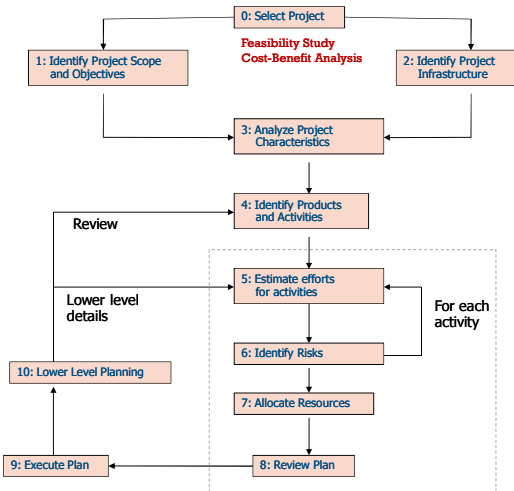 0: Select Project
Feasibility Study
Cost-Benefit Analysis
1: Identify Project Scope
and Objectives
2: Identify Project
Infrastructure
3: Analyze Project
Characteristics
4: Identify Products
and Activities
Review
5: Estimate efforts
for activities
Lower level
details
For each
activity
6: Identify Risks
10: Lower Level Planning
7: Allocate Resources
9: Execute Plan
8: Review Plan